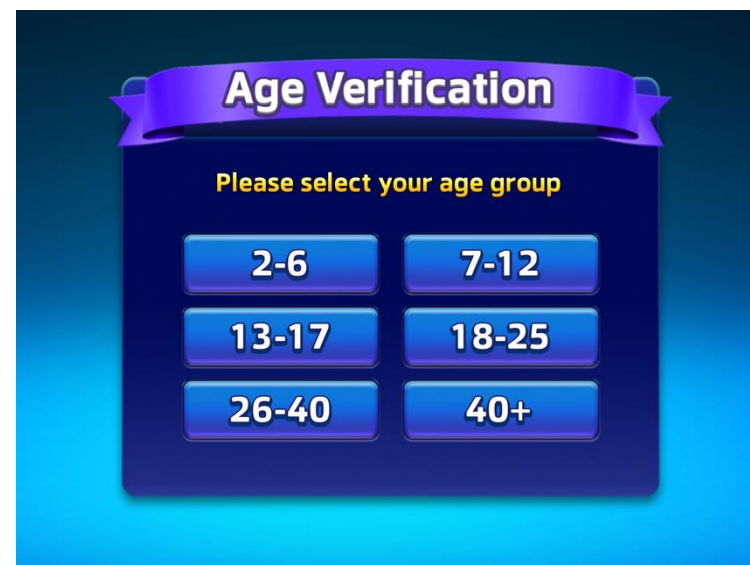 Age Verification
Please select your age group
2-6 7-12
13-17 18-25
26-40 40+